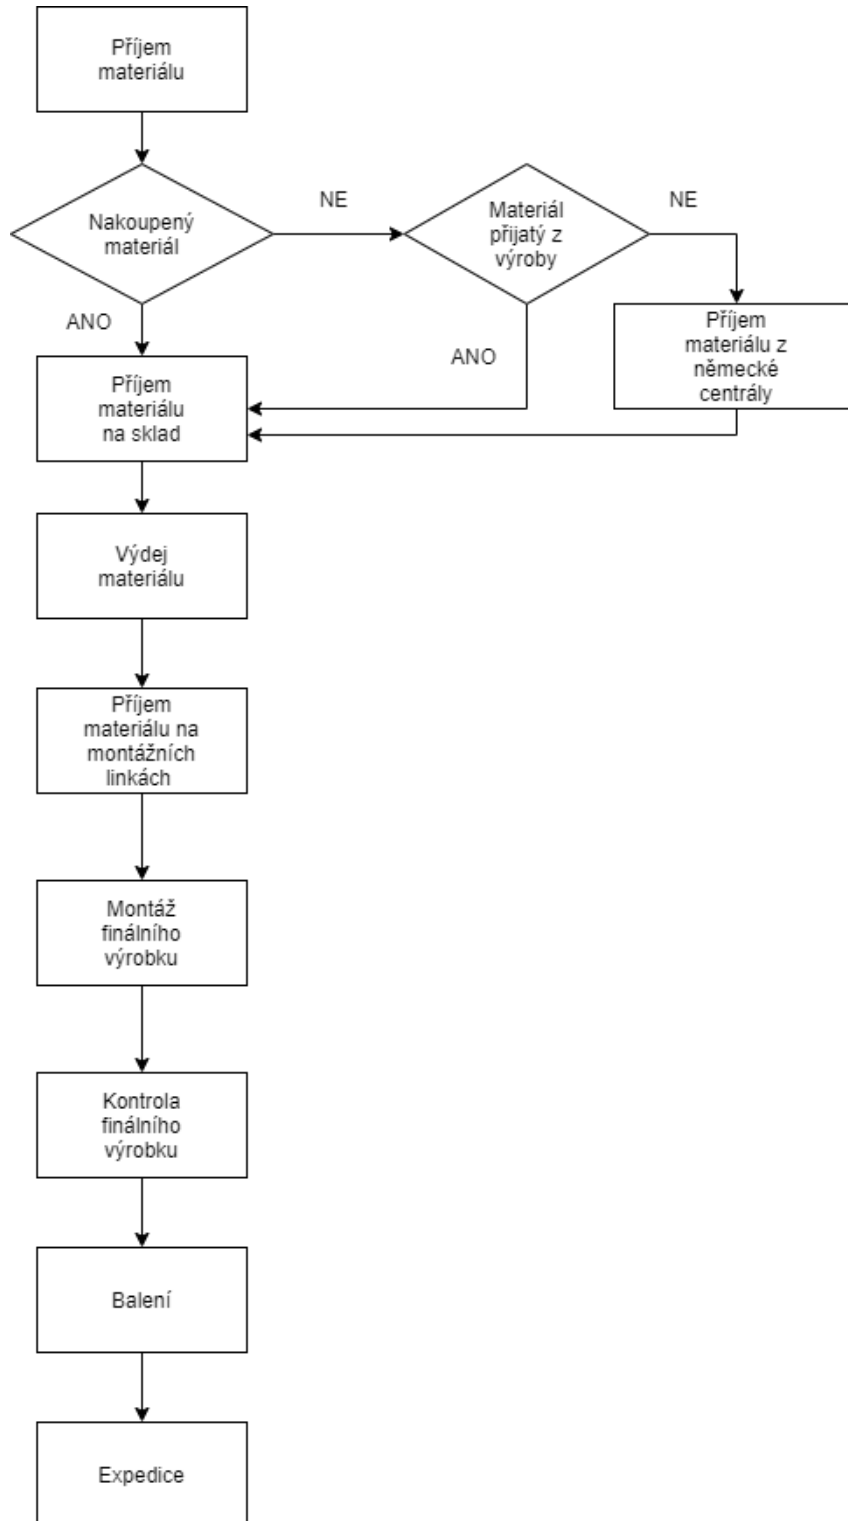 Příjem
materiálu
Nakoupený
materiál
NE
Materiál
přijatý z
výroby
NE
ANO
ANO
Příjem
materiálu z
německé
centrály
Příjem
materiálu
na sklad
Výdej
materiálu
Příjem
materiálu na
montážních
linkách
Montáž
finálního
výrobku
Kontrola
finálního
výrobku
Balení
Expedice